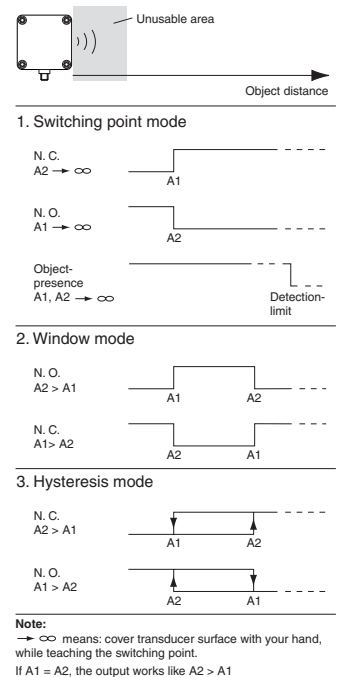 Unusable area
Object distance
1. Switching point mode
N. C.
A2 → ∞
A1
N. O.
A1 → ∞
A2
Object-
presence
A1, A2 → ∞
Detection-
limit
2. Window mode
N. O.
A2 > A1
A1 A2
N. C.
A1> A2
A2 A1
3. Hysteresis mode
N. C.
A2 > A1
A1 A2
N. O.
A1 > A2
A2 A1
Note:
→ ∞ means: cover transducer surface with your hand,
while teaching the switching point.
If A1 = A2, the output works like A2 > A1